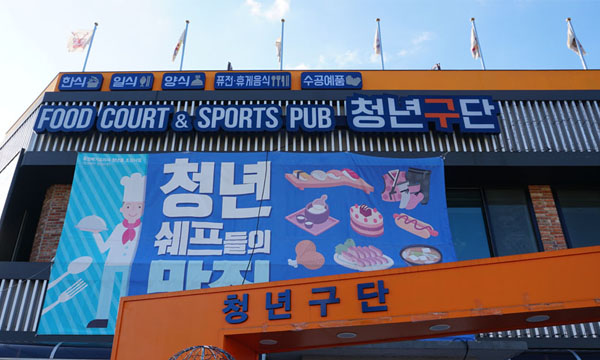 한식 일식 양식 퓨전·휴게음식 수공예품
FOOD COURT & SPORTS PUB 청년구단
청년
쉐프들의
맛집
청년구단